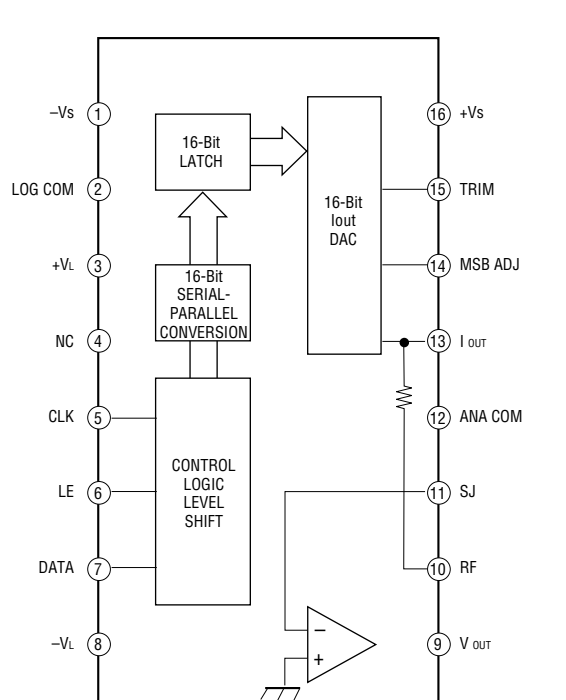 –Vs
1
LOG COM
2
+VL
3
NC
4
CLK
5
LE
6
DATA
7
–VL
8
16-Bit
LATCH
16-Bit
SERIAL-
PARALLEL
CONVERSION
CONTROL
LOGIC
LEVEL
SHIFT
16-Bit
Iout
DAC
–
+
16
+Vs
15
TRIM
14
MSB ADJ
13
I OUT
12
ANA COM
11
SJ
10
RF
9
V OUT